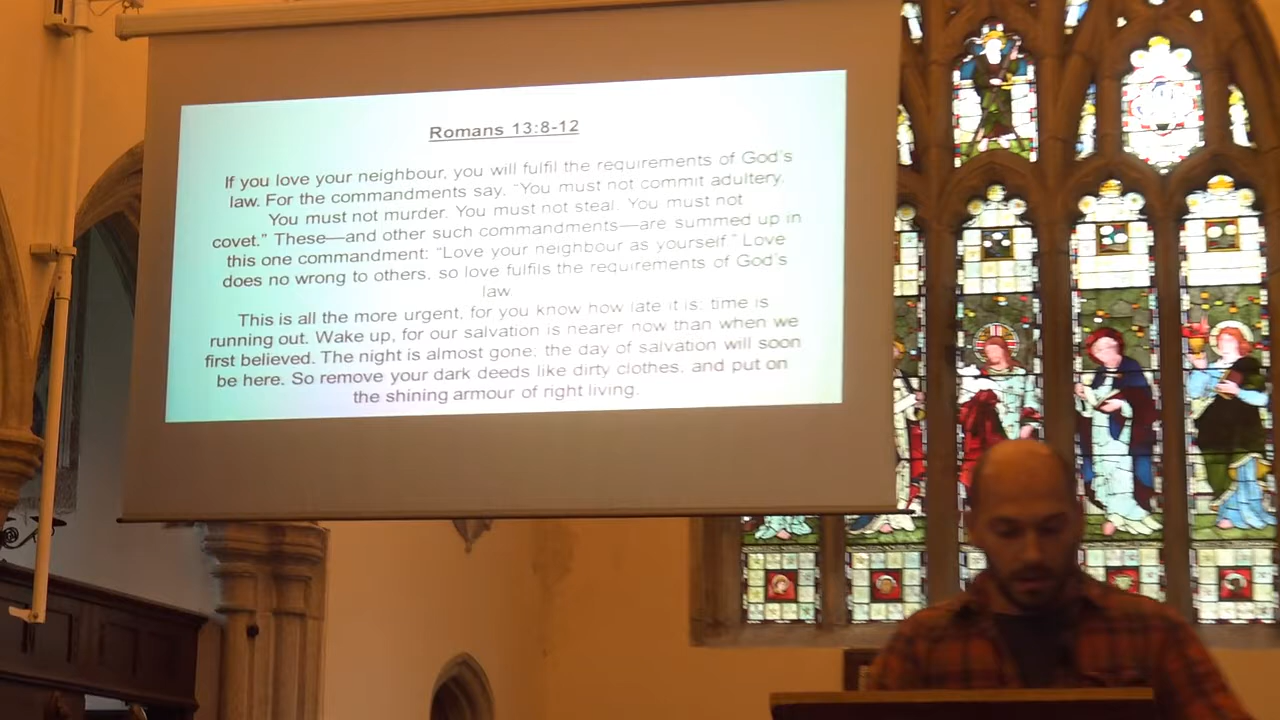 Romans 13:8-12
If you love your neighbour, you will fulfil the requirements of God's
law. For the commandments say, "You must not commit adultery.
You must not murder. You must not steal. You must not
covet." These—and other such commandments—are summed up in
this one commandment: "Love your neighbour as yourself." Love
does no wrong to others, so love fulfils the requirements of God's
law.
This is all the more urgent, for you know how late it is; time is
running out. Wake up, for our salvation is nearer now than when we
first believed. The night is almost gone; the day of salvation will soon
be here. So remove your dark deeds like dirty clothes, and put on
the shining armour of right living.